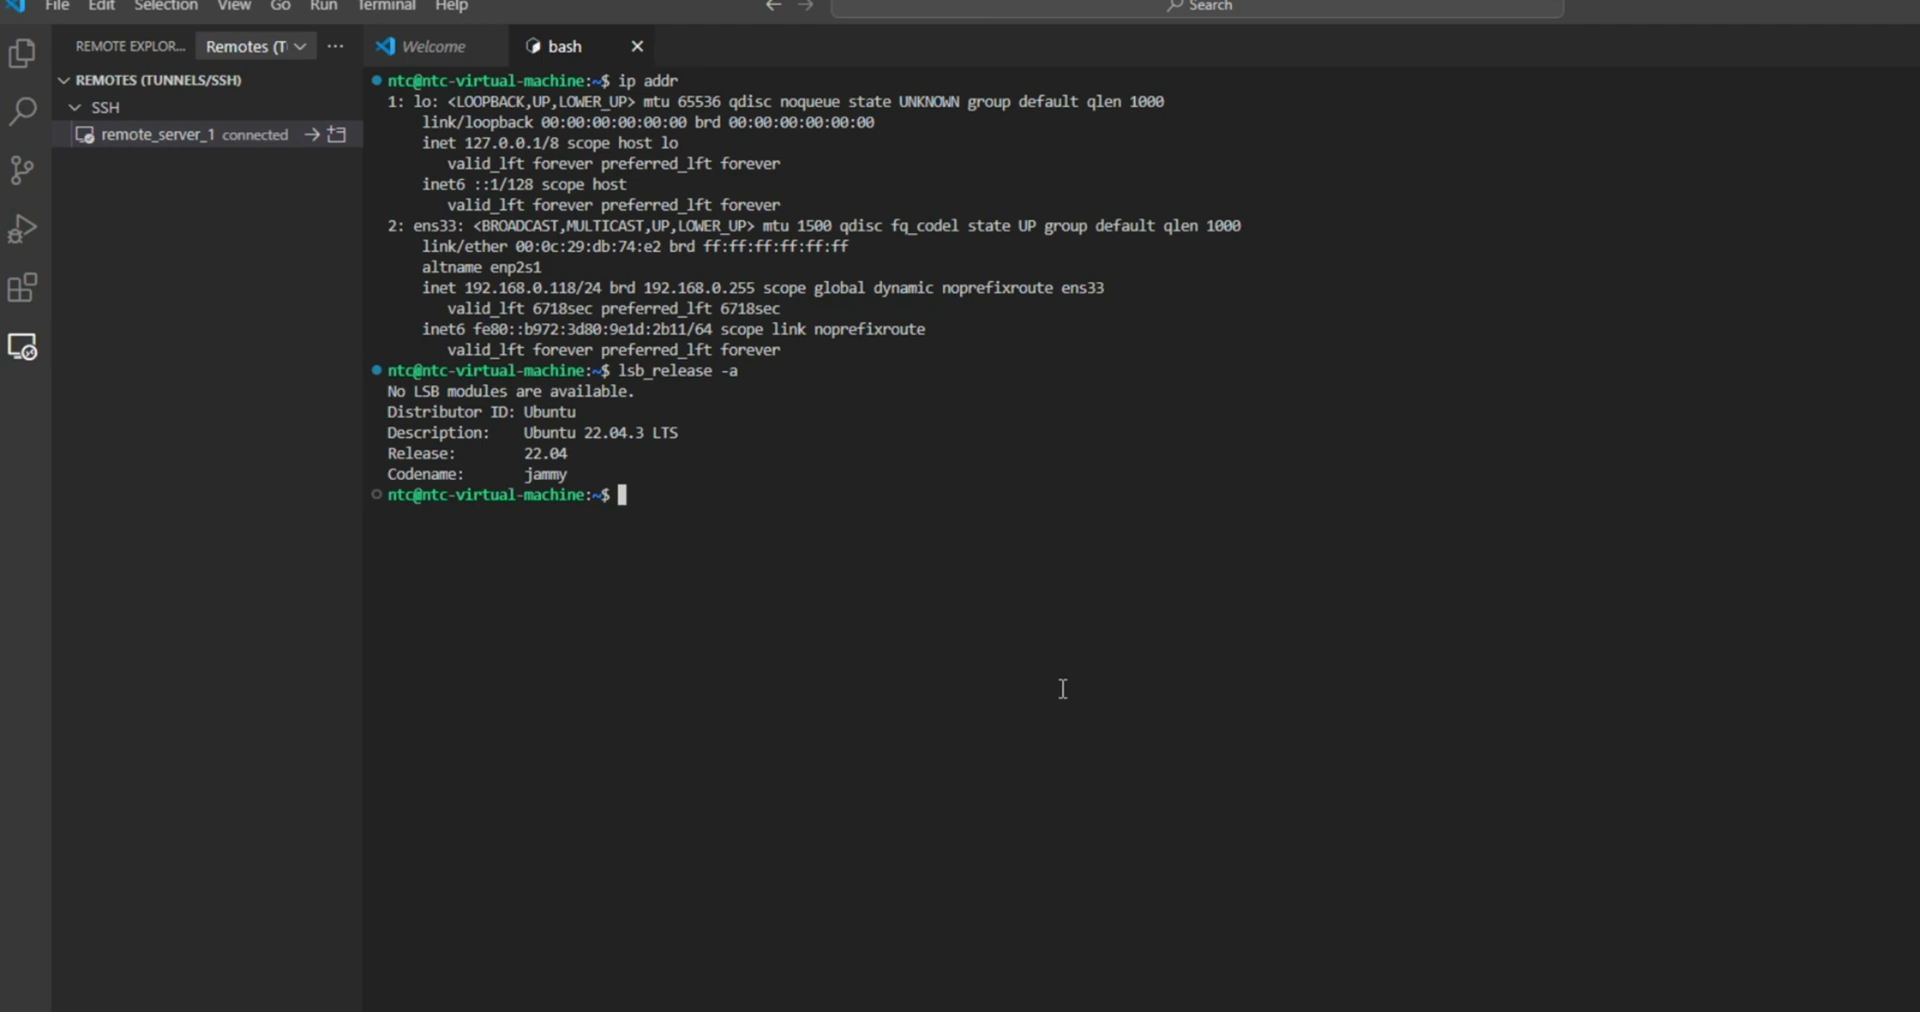 File Edit Selection View Go Run Terminal Help
Search
REMOTE EXPLOR... Remotes (T
Welcome
bash
REMOTES (TUNNELS/SSH)
SSH
remote_server_1 connected
ntc@ntc-virtual-machine:~$ ip addr
1: lo: <LOOPBACK,UP,LOWER_UP> mtu 65536 qdisc noqueue state UNKNOWN group default qlen 1000
link/loopback 00:00:00:00:00:00 brd 00:00:00:00:00:00
inet 127.0.0.1/8 scope host lo
valid_lft forever preferred_lft forever
inet6 ::1/128 scope host
valid_lft forever preferred_lft forever
2: ens33: <BROADCAST,MULTICAST,UP,LOWER_UP> mtu 1500 qdisc fq_codel state UP group default qlen 1000
link/ether 00:0c:29:db:74:e2 brd ff:ff:ff:ff:ff:ff
altname enp2s1
inet 192.168.0.118/24 brd 192.168.0.255 scope global dynamic noprefixroute ens33
valid_lft 6718sec preferred_lft 6718sec
inet6 fe80::b972:3d80:9e1d:2b11/64 scope link noprefixroute
valid_lft forever preferred_lft forever
ntc@ntc-virtual-machine:~$ lsb_release -a
No LSB modules are available.
Distributor ID: Ubuntu
Description: Ubuntu 22.04.3 LTS
Release: 22.04
Codename: jammy
ntc@ntc-virtual-machine:~$